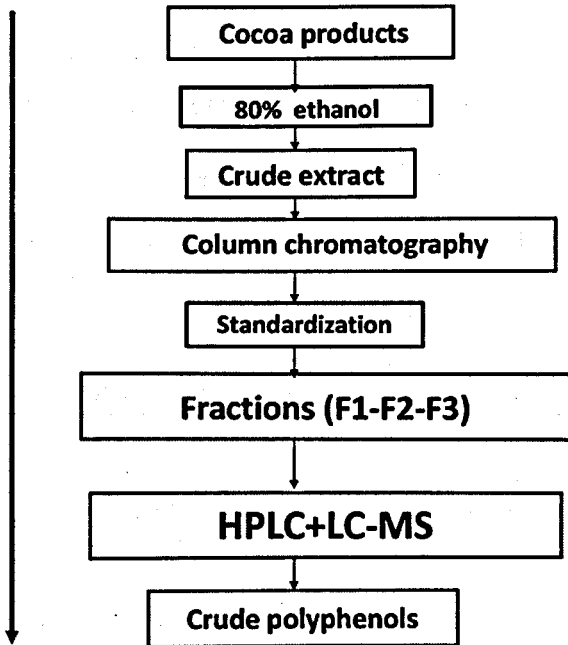 Cocoa products
80% ethanol
Crude extract
Column chromatography
Standardization
Fractions (F1-F2-F3)
HPLC+LC-MS
Crude polyphenols